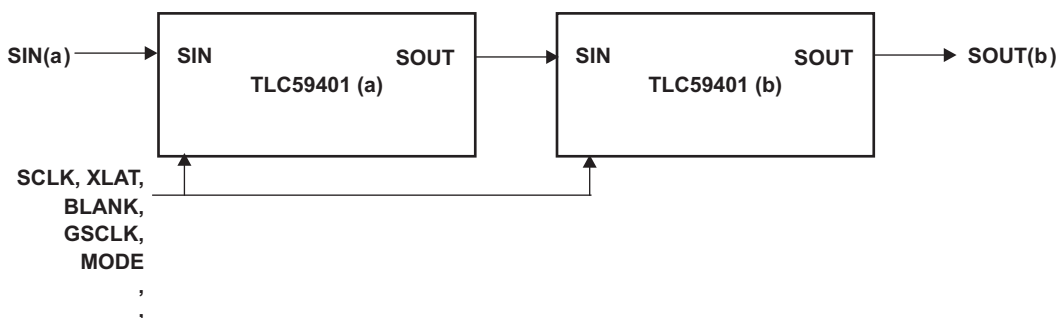 SIN(a)
SIN
SOUT
TLC59401 (a)
SIN
SOUT
TLC59401 (b)
SOUT(b)
SCLK, XLAT,
BLANK,
GSCLK,
MODE
,
,